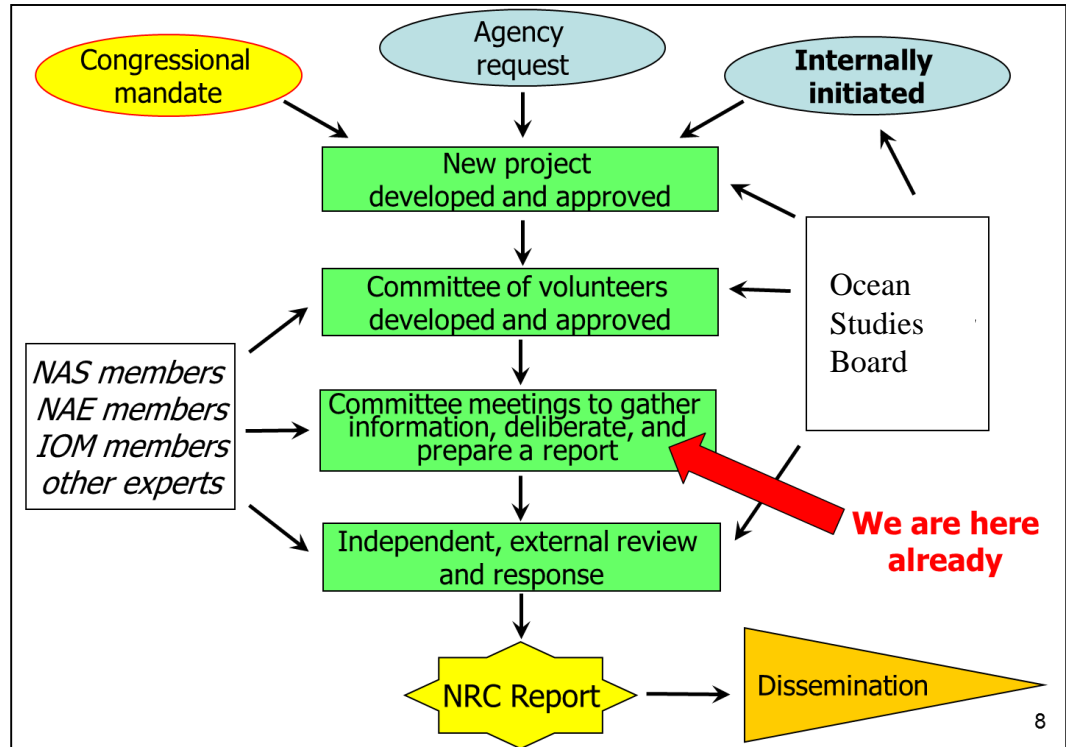 Congressional
mandate
Agency
request
Internally
initiated
New project
developed and approved
Committee of volunteers
developed and approved
Ocean
Studies
Board
NAS members
NAE members
IOM members
other experts
Committee meetings to gather
information, deliberate, and
prepare a report
We are here
already
Independent, external review
and response
NRC Report
Dissemination
8